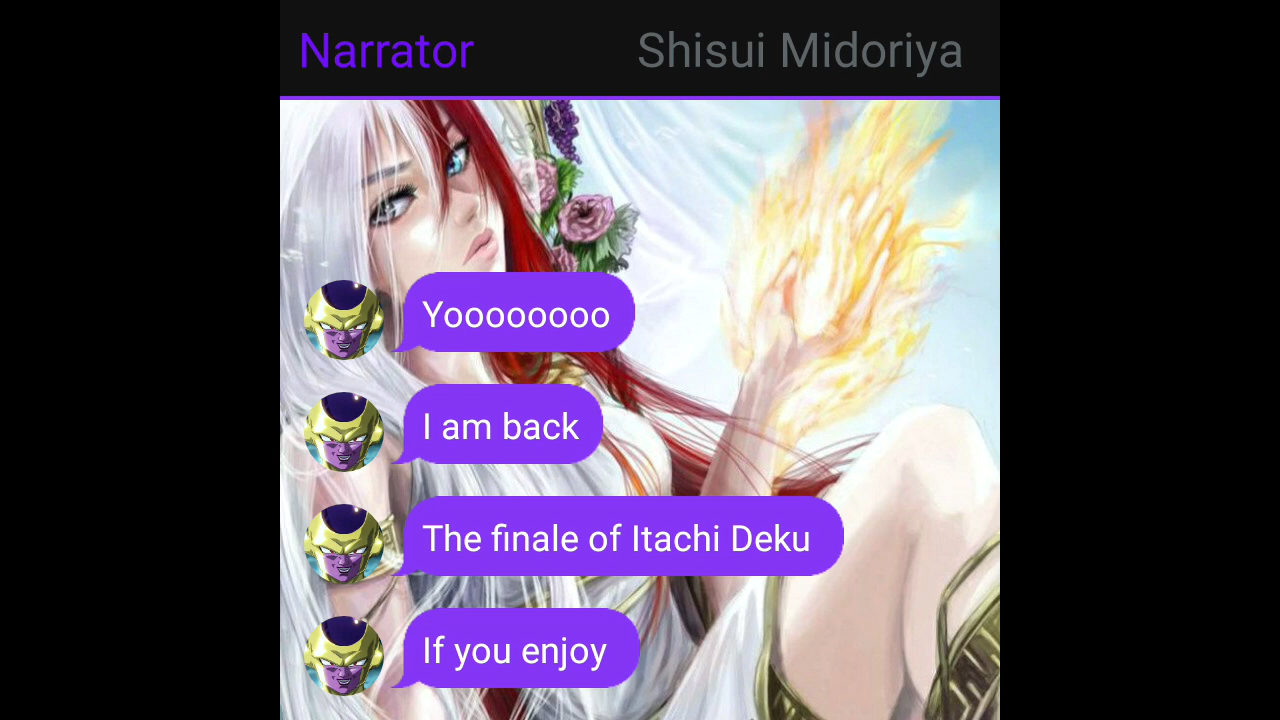 Narrator
Shisui Midoriya
Yoooooooo
I am back
The finale of Itachi Deku
If you enjoy